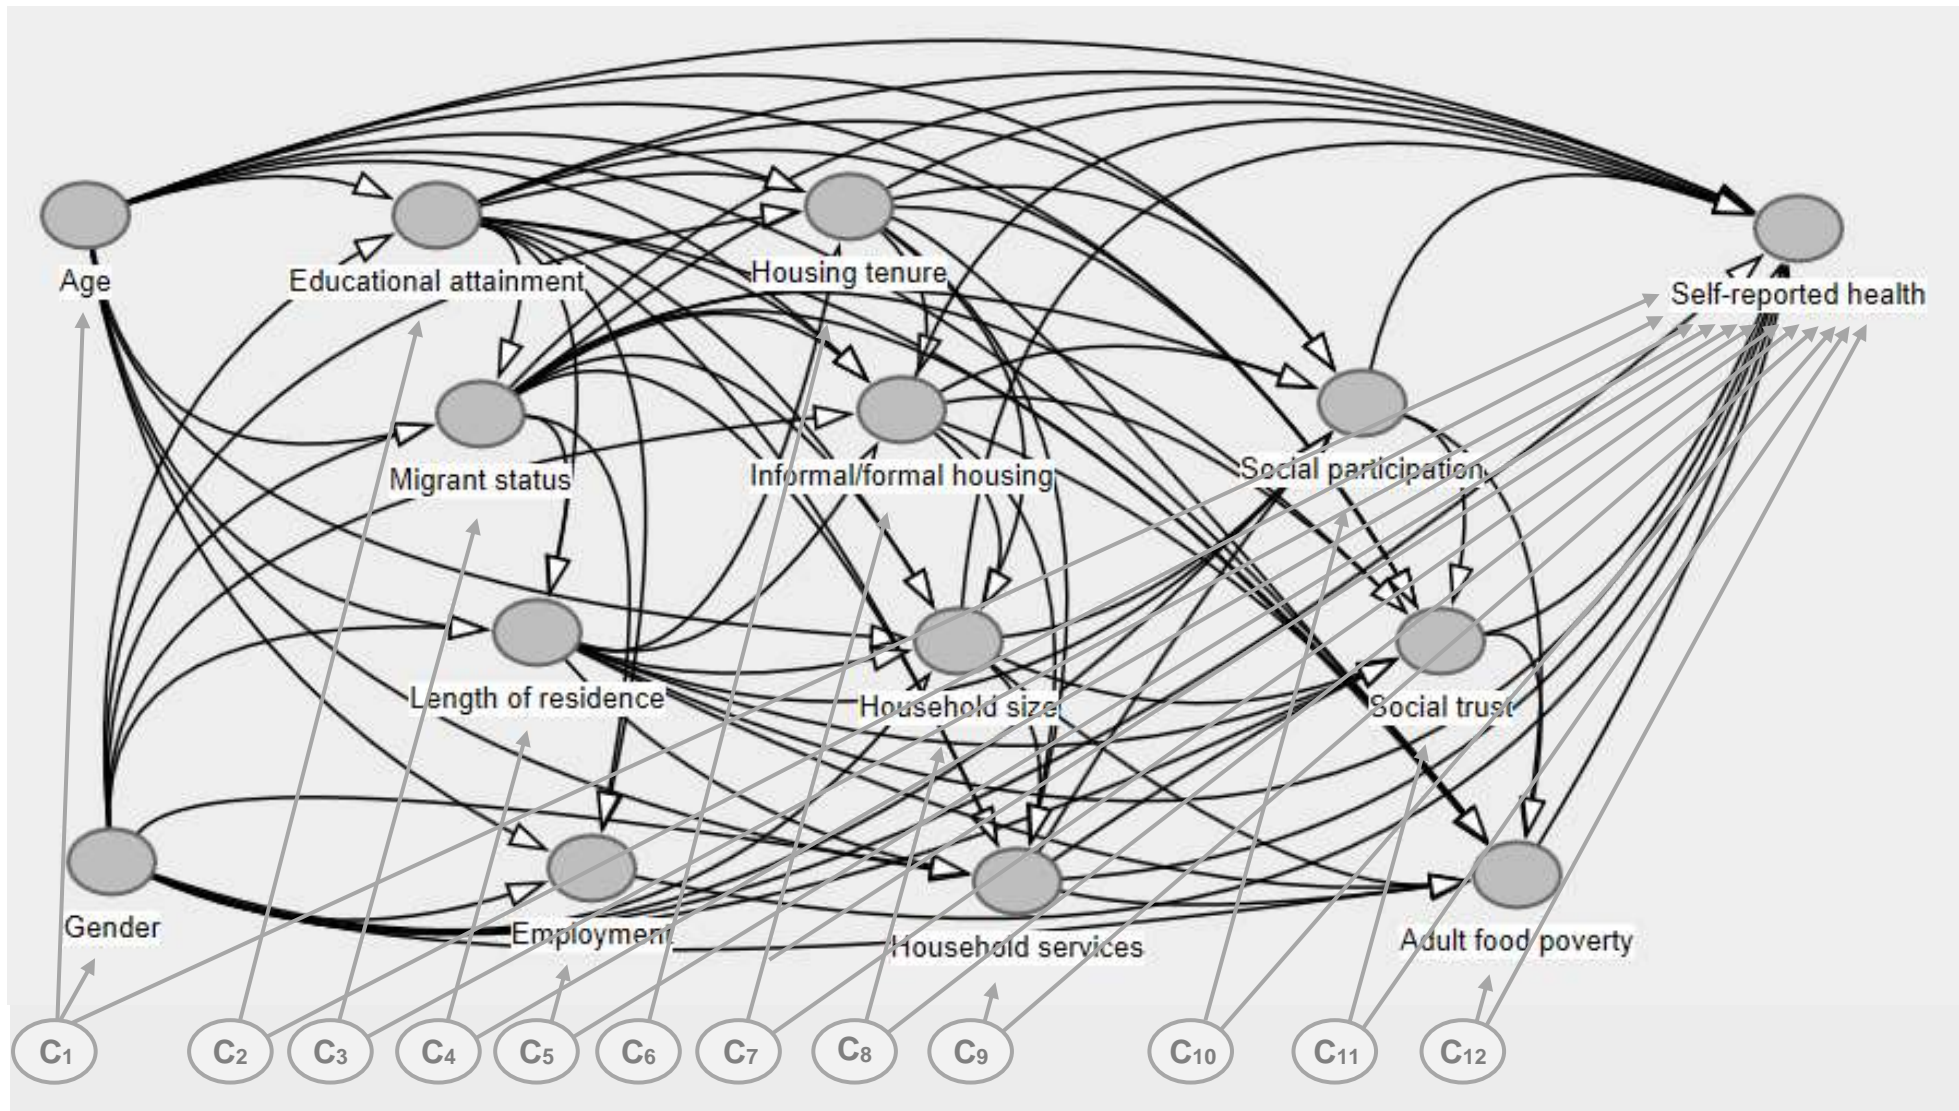 Age
Educational attainment
Housing tenure
Self-reported health
Migrant status
Informal/formal housing
Social participation
Length of residence
Household size
Social trust
Gender
Employment
Household services
Adult food poverty
C1
C2
C3
C4
C5
C6
C7
C8
C9
C10
C11
C12